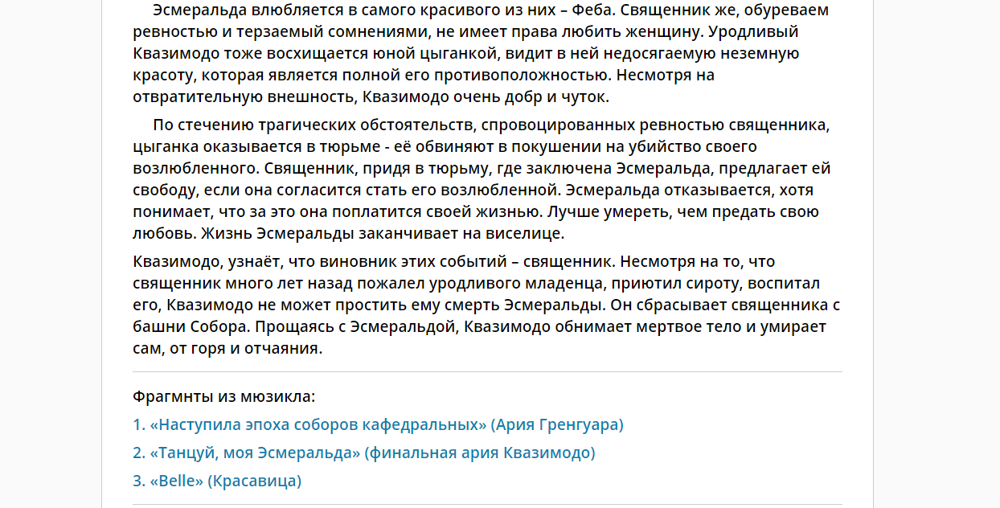 Эсмеральда влюбляется в самого красивого из них – Феба. Священник же, обуреваем
ревностью и терзаемый сомнениями, не имеет права любить женщину. Уродливый
Квазимодо тоже восхищается юной цыганкой, видит в ней недосягаемую неземную
красоту, которая является полной его противоположностью. Несмотря на
отвратительную внешность, Квазимодо очень добр и чуток.
По стечению трагических обстоятельств, спровоцированных ревностью священника,
цыганка оказывается в тюрьме - её обвиняют в покушении на убийство своего
возлюбленного. Священник, придя в тюрьму, где заключена Эсмеральда, предлагает ей
свободу, если она согласится стать его возлюбленной. Эсмеральда отказывается, хотя
понимает, что за это она поплатится своей жизнью. Лучше умереть, чем предать свою
любовь. Жизнь Эсмеральды заканчивает на виселице.
Квазимодо, узнаёт, что виновник этих событий – священник. Несмотря на то, что
священник много лет назад пожалел уродливого младенца, приютил сироту, воспитал
его, Квазимодо не может простить ему смерть Эсмеральды. Он сбрасывает священника с
башни Собора. Прощаясь с Эсмеральдой, Квазимодо обнимает мертвое тело и умирает
сам, от горя и отчаяния.
Фрагмнты из мюзикла:
1. «Наступила эпоха соборов кафедральных» (Ария Гренгуара)
2. «Танцуй, моя Эсмеральда» (финальная ария Квазимодо)
3. «Belle» (Красавица)